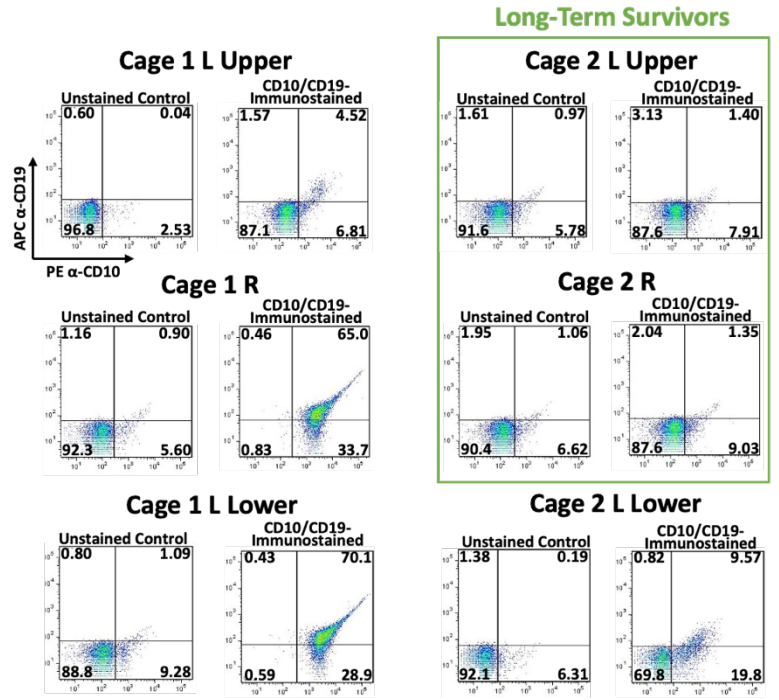 Long-Term Survivors
Cage 1 L Upper
Unstained Control
0.60 0.04
96.8 2.53
CD10/CD19-
Immunostained
1.57 4.52
87.1 6.81
APC α-CD19
PE α-CD10
Cage 2 L Upper
Unstained Control
1.61 0.97
91.6 5.78
CD10/CD19-
Immunostained
3.13 1.40
87.6 7.91
Cage 1 R
Unstained Control
1.16 0.90
92.3 5.60
CD10/CD19-
Immunostained
0.46 65.0
0.83 33.7
Cage 2 R
Unstained Control
1.95 1.06
90.4 6.62
CD10/CD19-
Immunostained
2.04 1.35
87.6 9.03
Cage 1 L Lower
Unstained Control
0.80 1.09
88.8 9.28
CD10/CD19-
Immunostained
0.43 70.1
0.59 28.9
Cage 2 L Lower
Unstained Control
1.38 0.19
92.1 6.31
CD10/CD19-
Immunostained
0.82 9.57
69.8 19.8